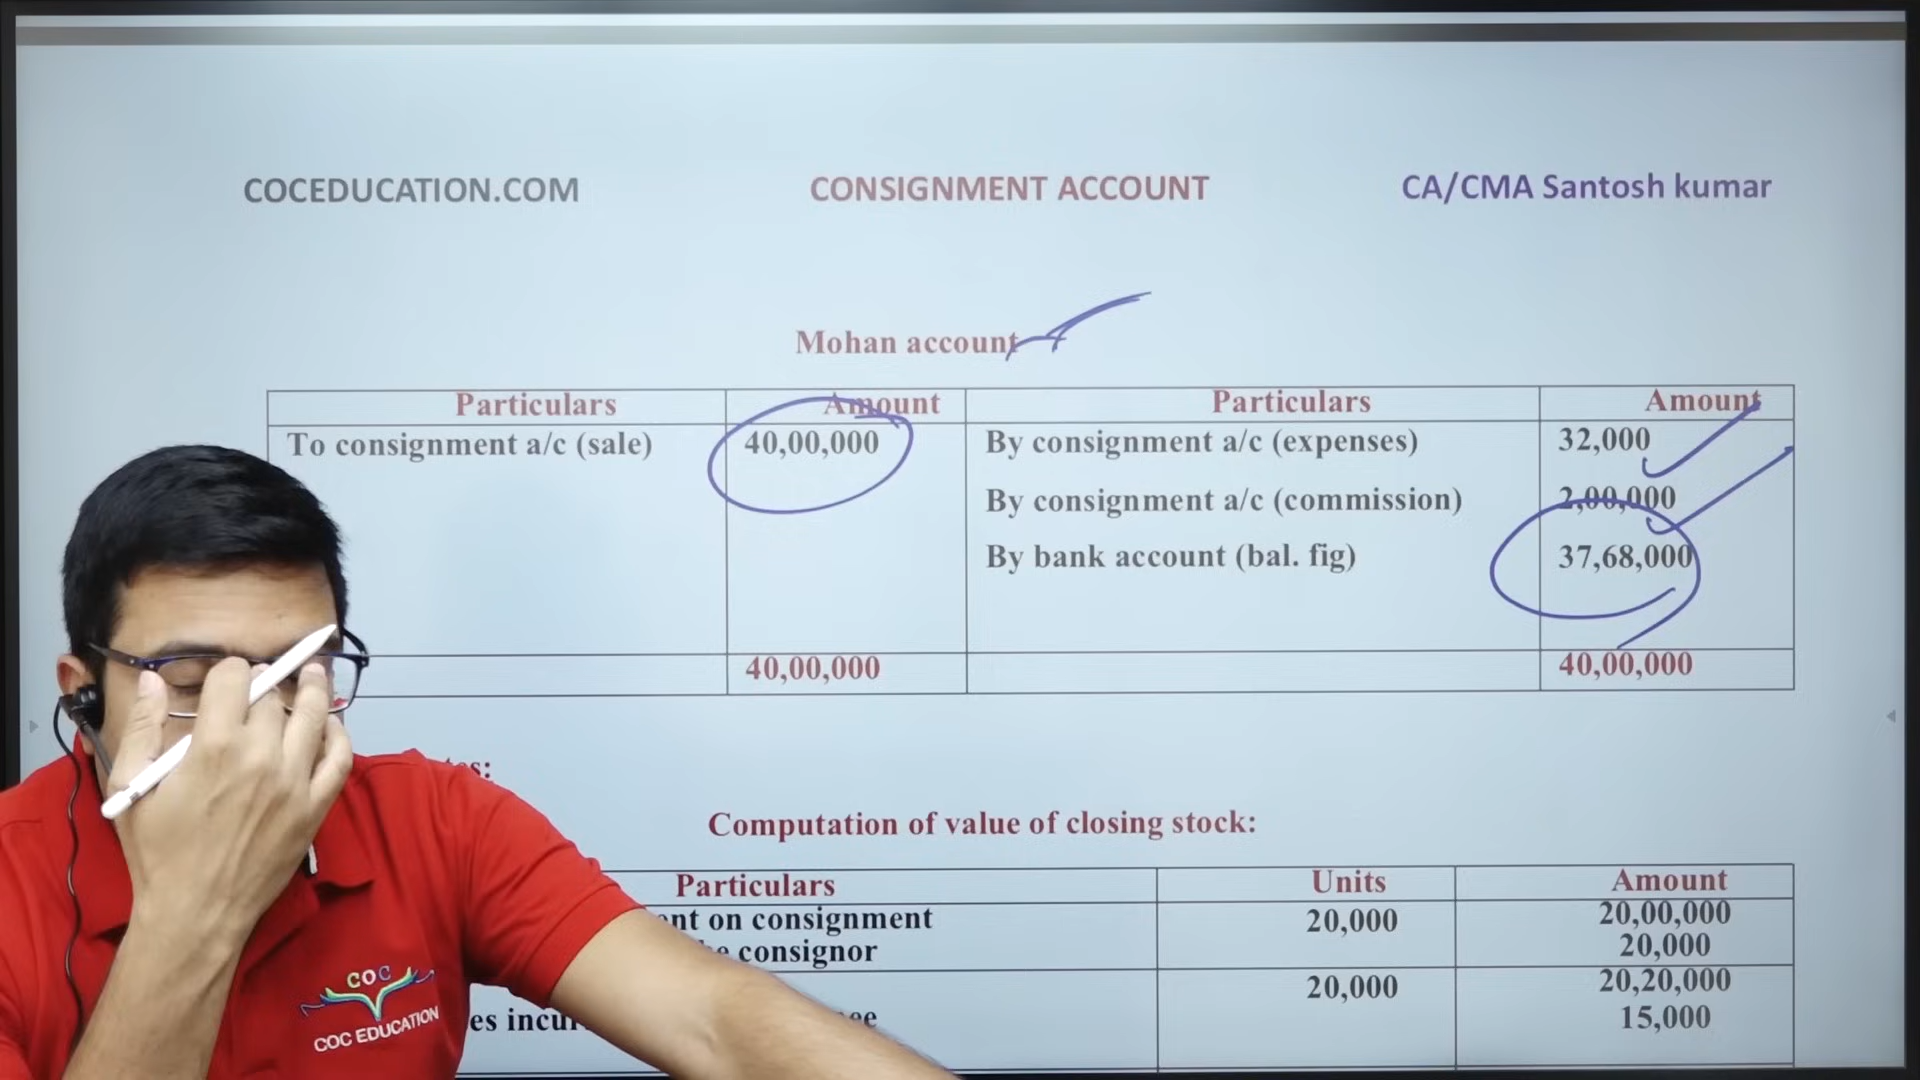 COCEDUCATION.COM CONSIGNMENT ACCOUNT CA/CMA Santosh kumar
Mohan account
Particulars Amount Particulars Amount
To consignment a/c (sale) 40,00,000 By consignment a/c (expenses) 32,000
By consignment a/c (commission) 2,00,000
By bank account (bal. fig) 37,68,000
40,00,000 40,00,000
Computation of value of closing stock:
Particulars Units Amount
on consignment 20,000 20,00,000
consignor 20,000
20,000 20,20,000
15,000
COC
COC EDUCATION